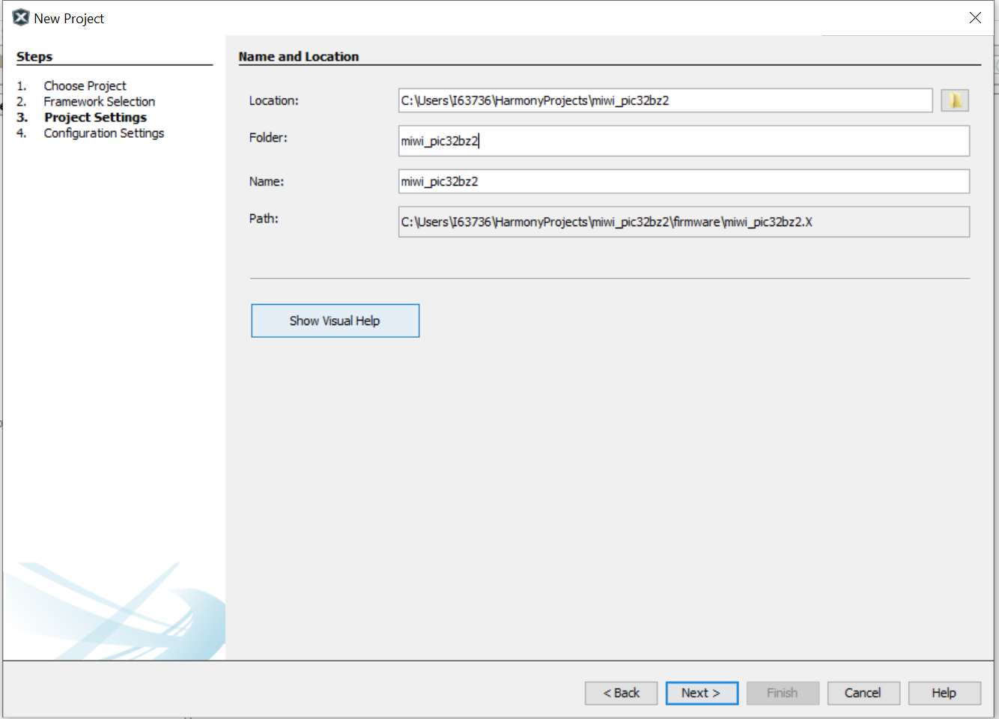 New Project
Steps
1. Choose Project
2. Framework Selection
3. Project Settings
4. Configuration Settings
Name and Location
Location: C:\Users\I63736\HarmonyProjects\miwi_pic32bz2
Folder: miwi_pic32bz2
Name: miwi_pic32bz2
Path: C:\Users\I63736\HarmonyProjects\miwi_pic32bz2\firmware\miwi_pic32bz2.X
Show Visual Help
< Back Next > Finish Cancel Help